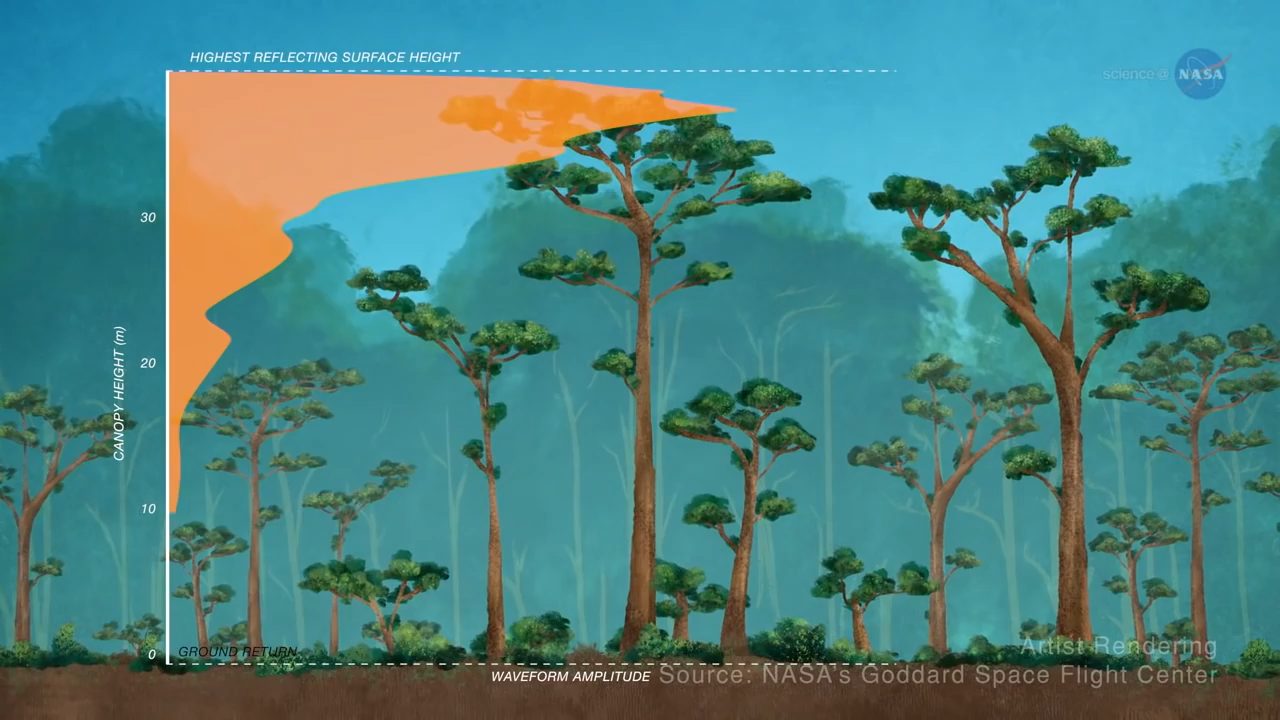 HIGHEST REFLECTING SURFACE HEIGHT
science@ NASA
30
20
CANOPY HEIGHT (m)
10
0
GROUND RETURN
WAVEFORM AMPLITUDE
Artist Rendering
Source: NASA's Goddard Space Flight Center